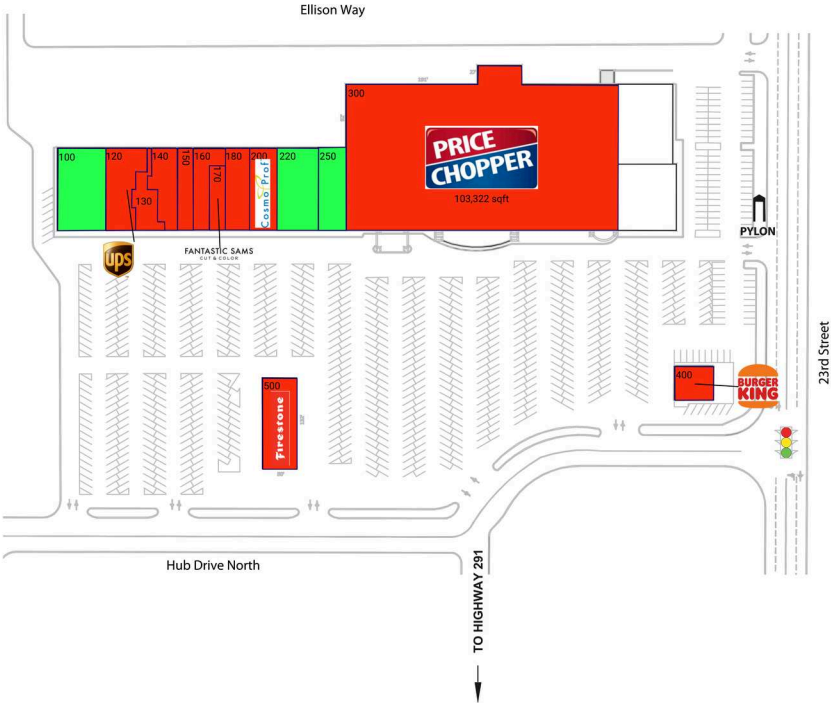 Ellison Way
300
PRICE
CHOPPER
103,322 sqft
100
120
130
140
150
160
170
180
200
Cosmo Prof
220
250
ups
FANTASTIC SAMS
CUT & COLOR
PYLON
23rd Street
400
BURGER
KING
500
Firestone
Hub Drive North
TO HIGHWAY 291